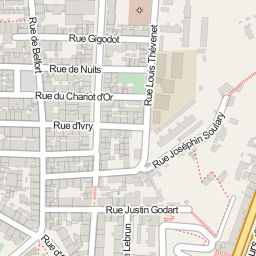 Rue Gigodot
Rue de Belfort
Rue Louis Thévenet
Rue de Nuits
Rue du Chariot d'Or
Rue d'Ivry
Rue Joséphin Soulary
Rue Justin Godart
Rue Lebrun
Rue d'